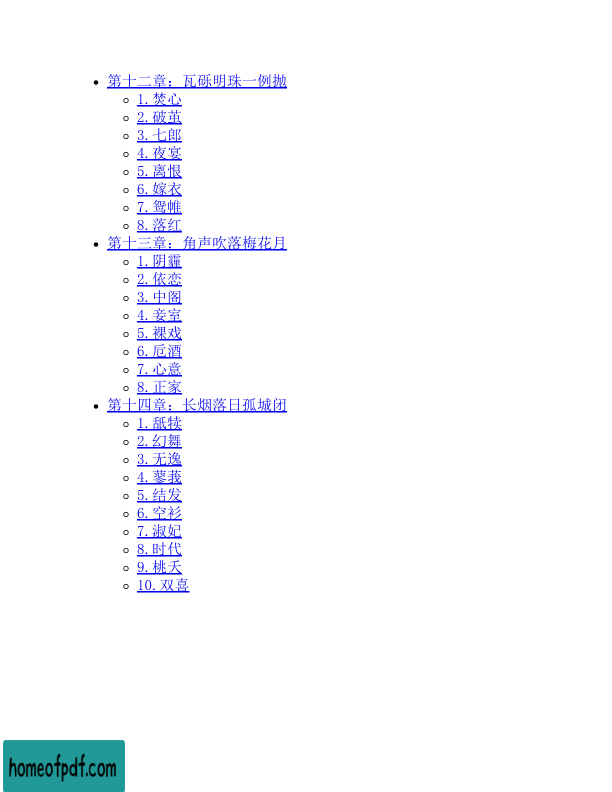 第十二章：瓦砾明珠一例抛
1.焚心
2.破茧
3.七郎
4.夜宴
5.离恨
6.嫁衣
7.鸳帷
8.落红
第十三章：角声吹落梅花月
1.阴霾
2.依恋
3.中阁
4.妾室
5.裸戏
6.卮酒
7.心意
8.正家
第十四章：长烟落日孤城闭
1.舐犊
2.幻舞
3.无逸
4.蓼莪
5.结发
6.空衫
7.淑妃
8.时代
9.桃夭
10.双喜
homeofpdf.com